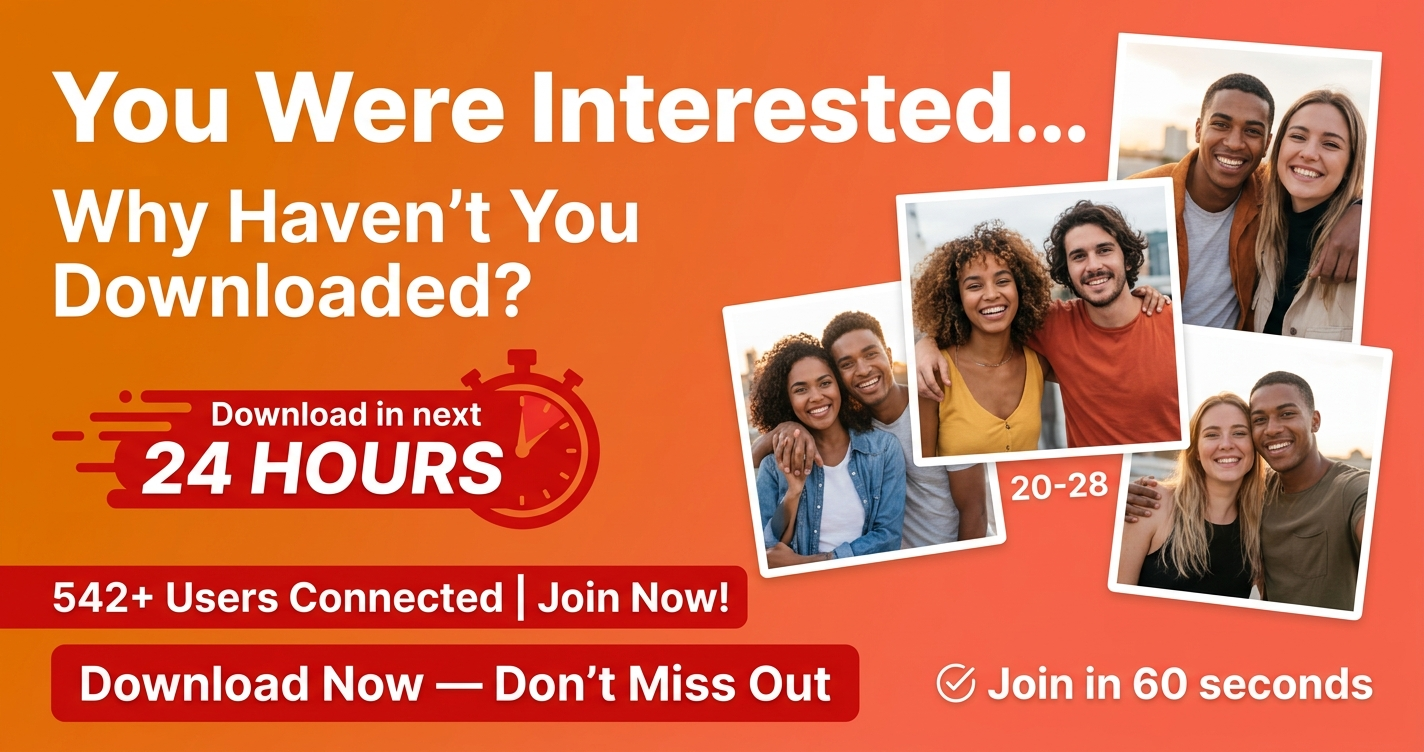 You Were Interested...
Why Haven’t You
Downloaded?
Download in next
24 HOURS
20-28
542+ Users Connected | Join Now!
Download Now — Don’t Miss Out
Join in 60 seconds